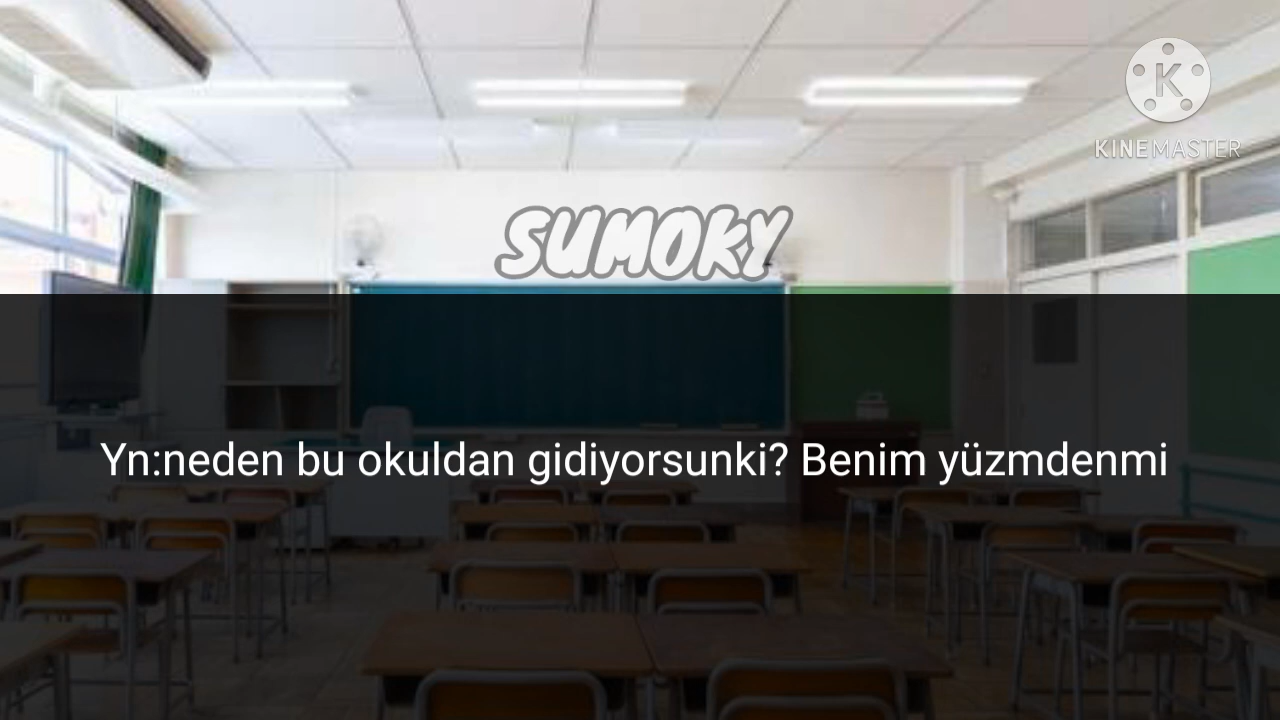 K
KINEMASTER
SUMOKY
Yn:neden bu okuldan gidiyorsunki? Benim yüzmdenmi